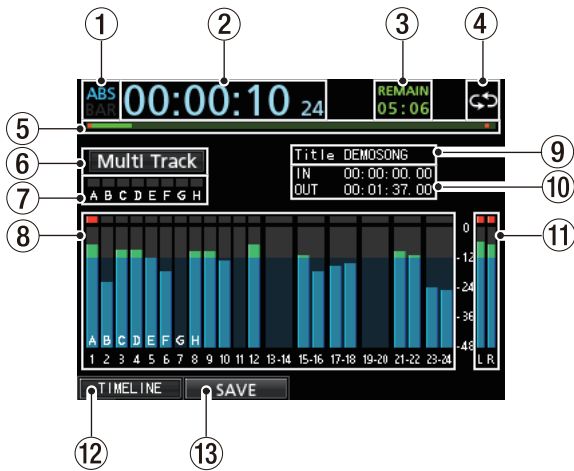 1 2 3 4
ABS
BAR
00:00:10 24
REMAIN
05:06
5
6
Multi Track
Title DEMOSONG
9
IN 00:00:00.00
OUT 00:01:37.00
10
7
A B C D E F G H
8
11
0
-12
-24
-36
-48
A B C D E F G H
1 2 3 4 5 6 7 8 9 10 11 12 13-14 15-16 17-18 19-20 21-22 23-24
L R
TIMELINE
SAVE
12 13